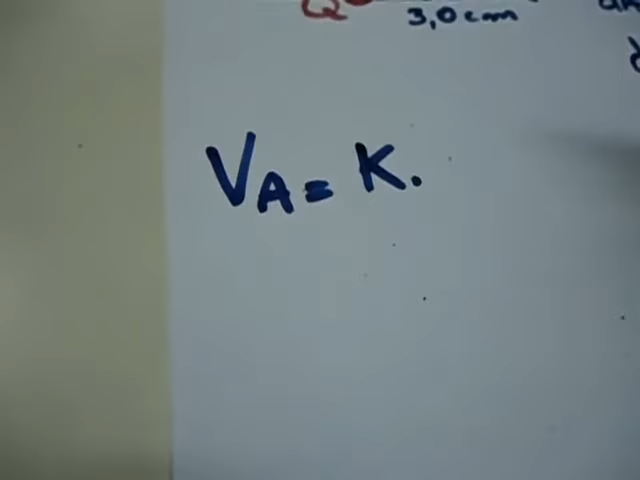 Q
3,0 cm
VA = K.